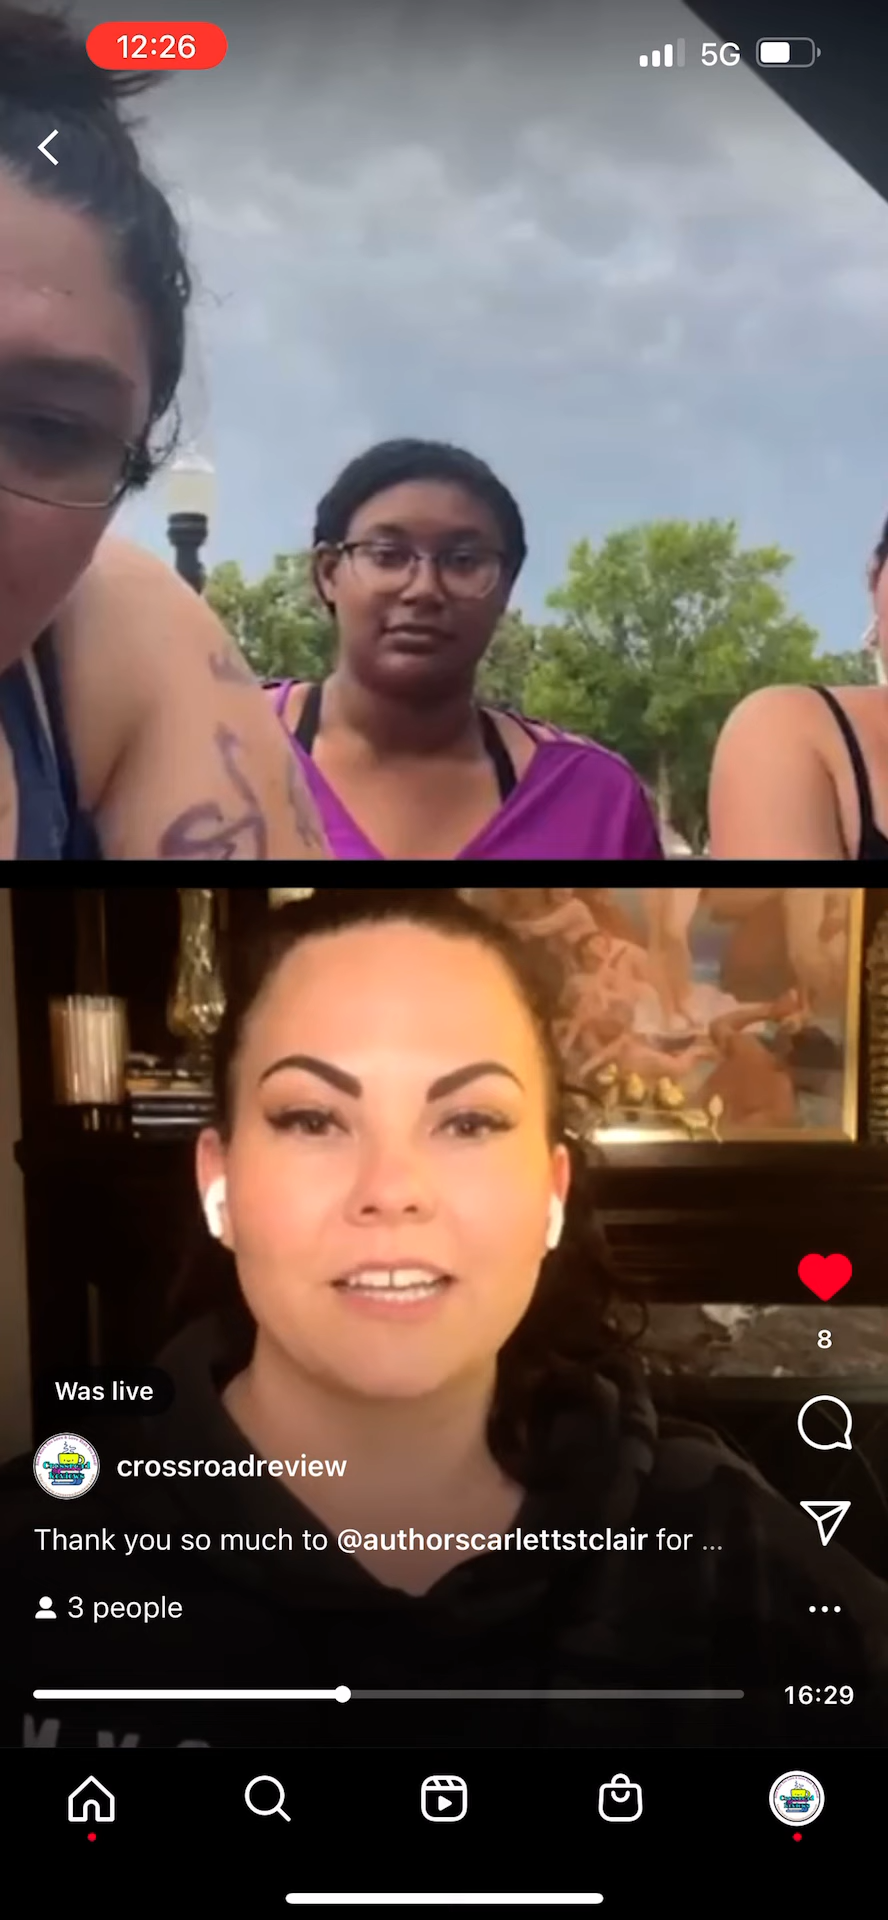 12:26
5G
8
Was live
crossroadreview
Thank you so much to @authorscarlettstclair for ...
3 people
16:29